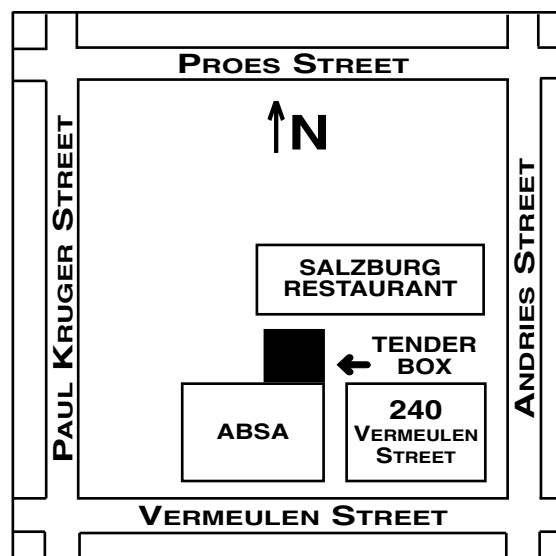 PROES STREET
N
PAUL KRUGER STREET
ANDRIES STREET
SALZBURG
RESTAURANT
TENDER
BOX
ABSA
240
VERMEULEN
STREET
VERMEULEN STREET